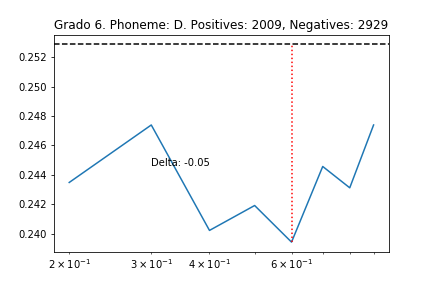 Grado 6. Phoneme: D. Positives: 2009, Negatives: 2929
0.252
0.250
0.248
0.246
0.244
0.242
0.240
Delta: -0.05
2 × 10⁻¹ 3 × 10⁻¹ 4 × 10⁻¹ 6 × 10⁻¹